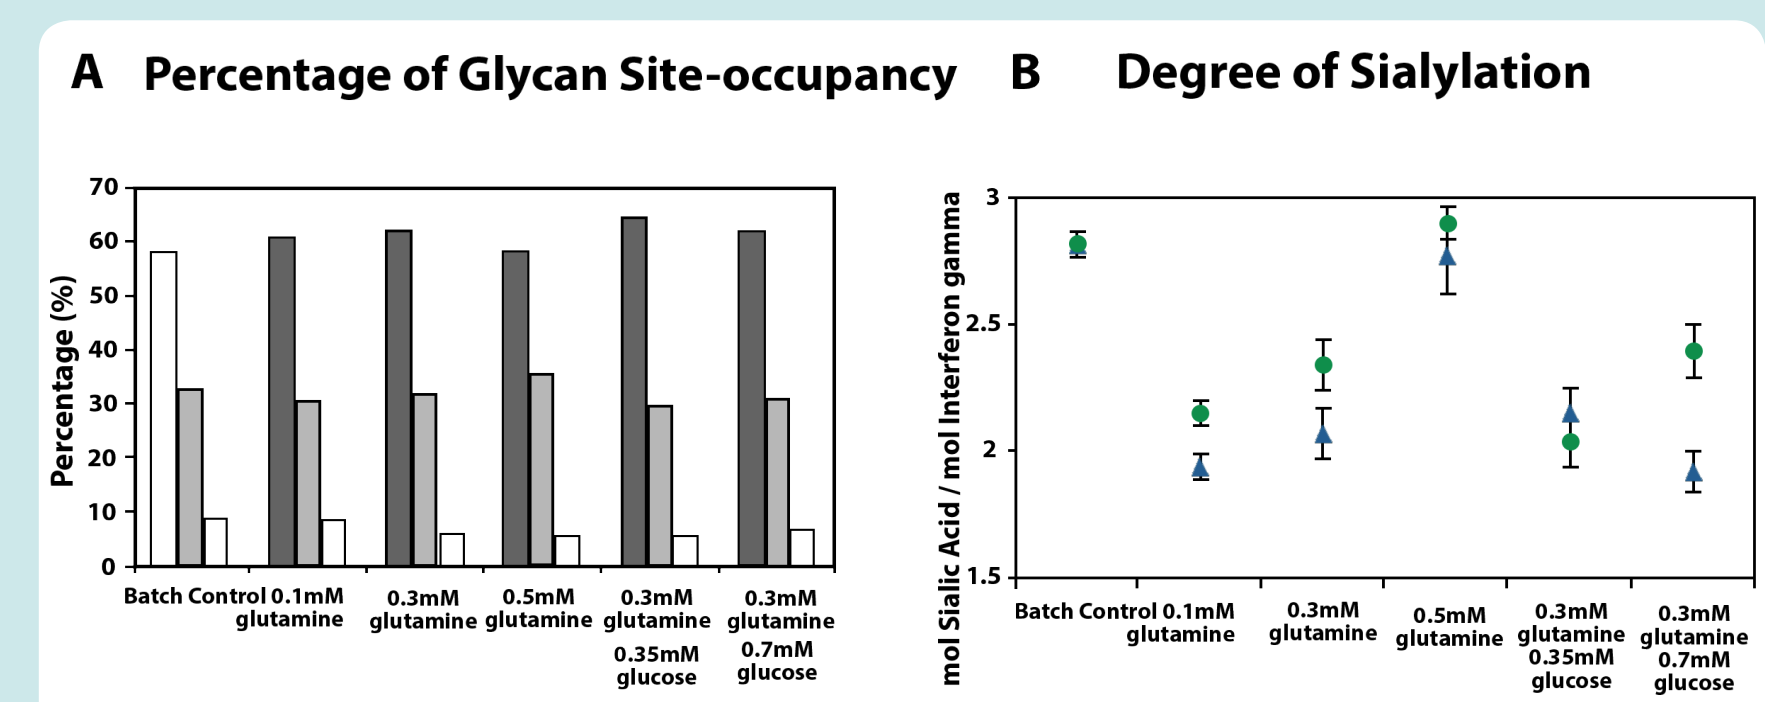 A Percentage of Glycan Site-occupancy
Percentage (%)
70
60
50
40
30
20
10
0
Batch Control
0.1mM
glutamine
0.3mM
glutamine
0.5mM
glutamine
0.3mM
glutamine
0.35mM
glucose
0.3mM
glutamine
0.7mM
glucose
B Degree of Sialylation
mol Sialic Acid / mol Interferon gamma
3
2.5
2
1.5
Batch Control
0.1mM
glutamine
0.3mM
glutamine
0.5mM
glutamine
0.3mM
glutamine
0.35mM
glucose
0.3mM
glutamine
0.7mM
glucose